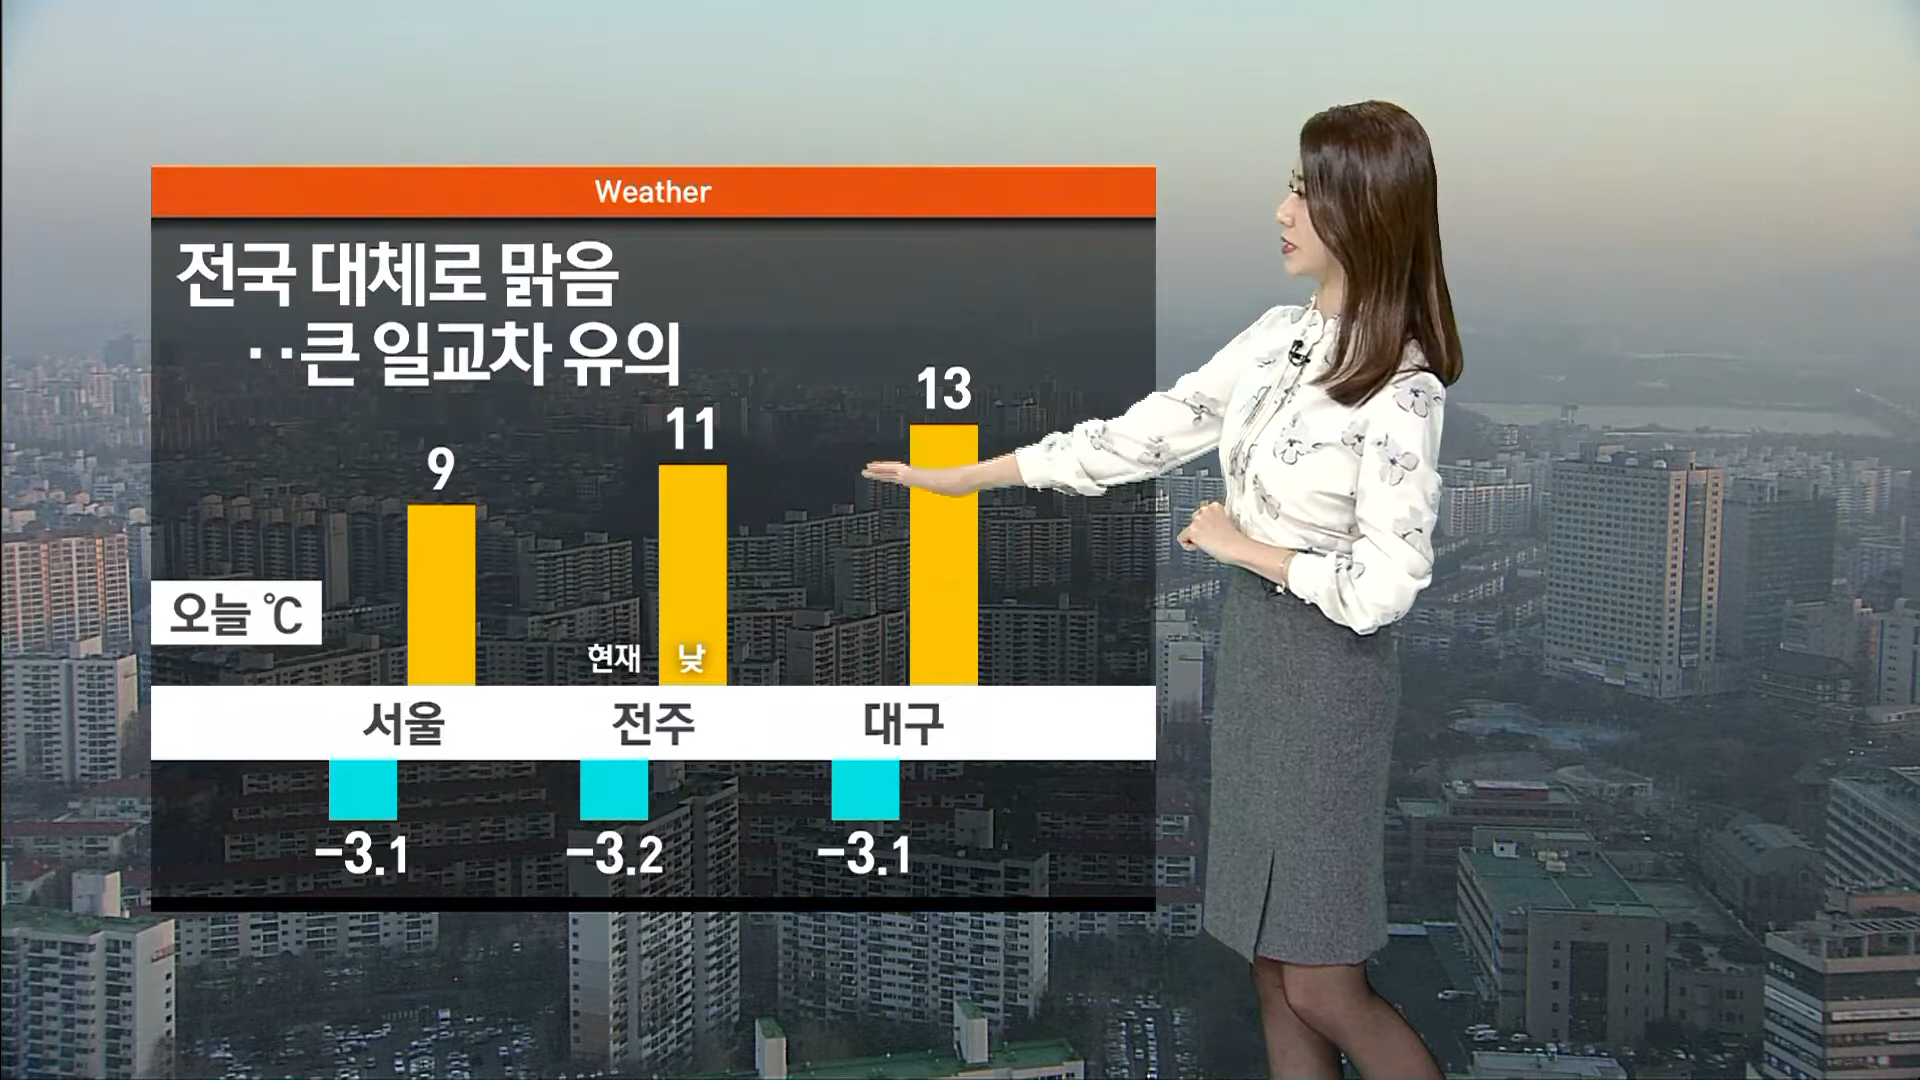 Weather
전국 대체로 맑음
··큰 일교차 유의
9
11
13
오늘 ℃
현재 낮
서울 전주 대구
-3.1 -3.2 -3.1